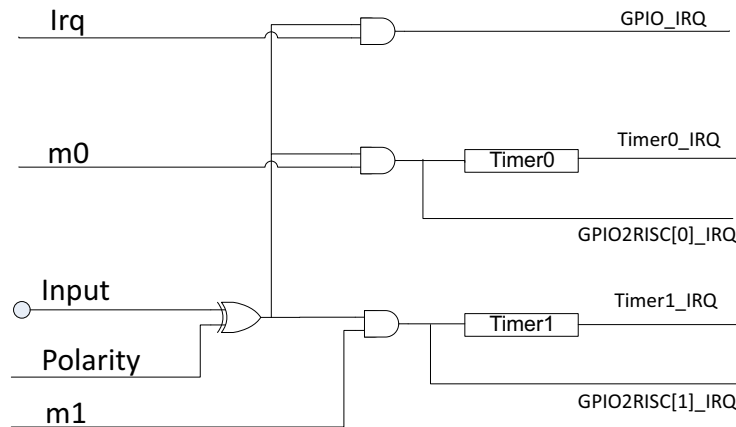 Irq
GPIO_IRQ
m0
Timer0
Timer0_IRQ
GPIO2RISC[0]_IRQ
Input
Polarity
m1
Timer1
Timer1_IRQ
GPIO2RISC[1]_IRQ